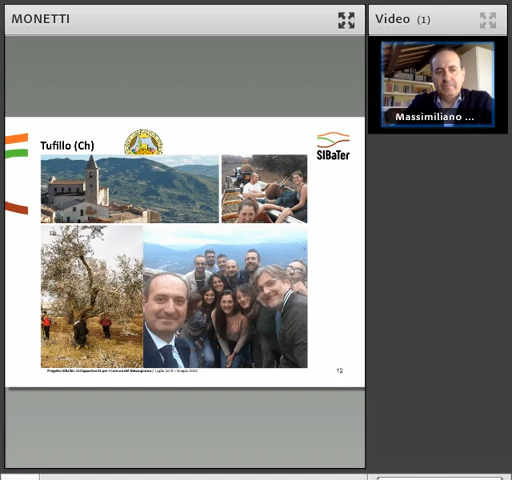 MONETTI
Video (1)
Massimiliano ...
Tufillo (Ch)
SIBaTer
12